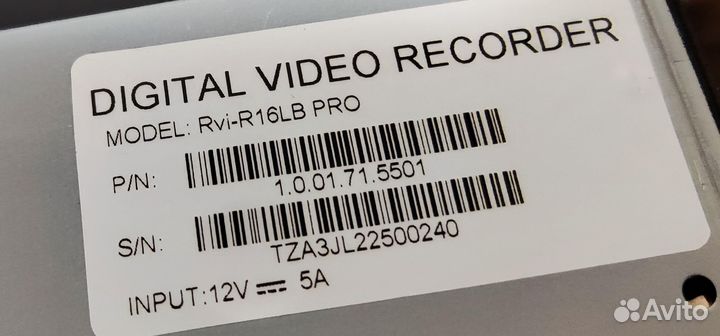 DIGITAL VIDEO RECORDER
MODEL: Rvi-R16LB PRO
P/N:
1.0.01.71.5501
S/N:
TZA3JL22500240
INPUT:12V ⎓ 5A
Avito